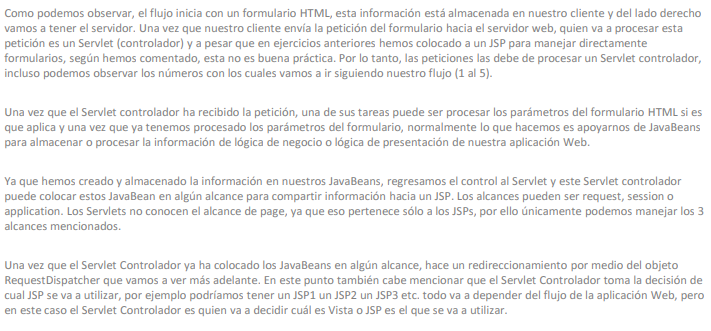 Como podemos observar, el flujo inicia con un formulario HTML, esta información está almacenada en nuestro cliente y del lado derecho
vamos a tener el servidor. Una vez que nuestro cliente envía la petición del formulario hacia el servidor web, quien va a procesar esta
petición es un Servlet (controlador) y a pesar que en ejercicios anteriores hemos colocado a un JSP para manejar directamente
formularios, según hemos comentado, esta no es buena práctica. Por lo tanto, las peticiones las debe de procesar un Servlet controlador,
incluso podemos observar los números con los cuales vamos a ir siguiendo nuestro flujo (1 al 5).
Una vez que el Servlet controlador ha recibido la petición, una de sus tareas puede ser procesar los parámetros del formulario HTML si es
que aplica y una vez que ya tenemos procesado los parámetros del formulario, normalmente lo que hacemos es apoyarnos de JavaBeans
para almacenar o procesar la información de lógica de negocio o lógica de presentación de nuestra aplicación Web.
Ya que hemos creado y almacenado la información en nuestros JavaBeans, regresamos el control al Servlet y este Servlet controlador
puede colocar estos JavaBean en algún alcance para compartir información hacia un JSP. Los alcances pueden ser request, session o
application. Los Servlets no conocen el alcance de page, ya que eso pertenece sólo a los JSPs, por ello únicamente podemos manejar los 3
alcances mencionados.
Una vez que el Servlet Controlador ya ha colocado los JavaBeans en algún alcance, hace un redireccionamiento por medio del objeto
RequestDispatcher que vamos a ver más adelante. En este punto también cabe mencionar que el Servlet Controlador toma la decisión de
cual JSP se va a utilizar, por ejemplo podríamos tener un JSP1 un JSP2 un JSP3 etc. todo va a depender del flujo de la aplicación Web, pero
en este caso el Servlet Controlador es quien va a decidir cuál es Vista o JSP es el que se va a utilizar.